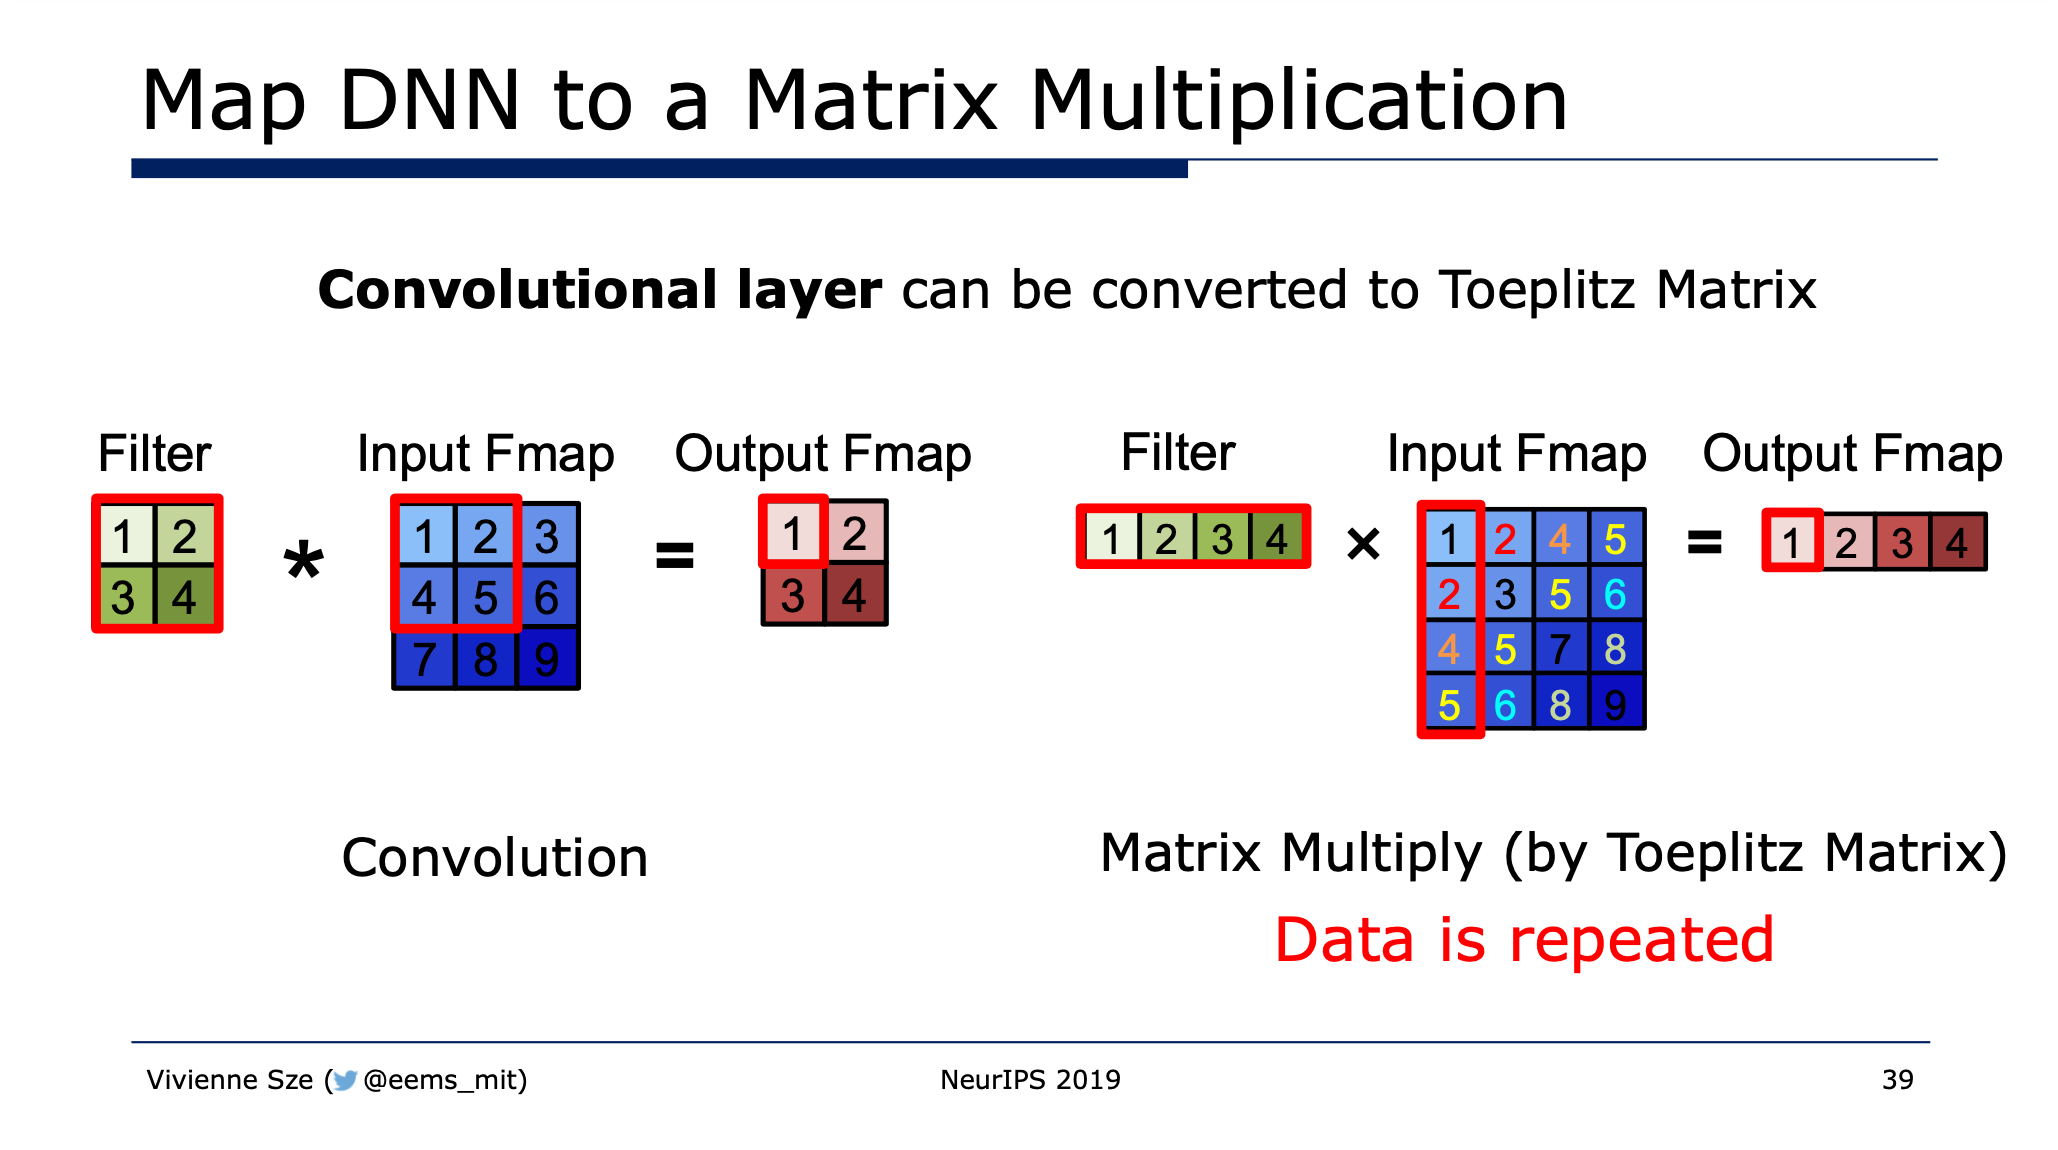 Map DNN to a Matrix Multiplication
Convolutional layer can be converted to Toeplitz Matrix
Filter Input Fmap Output Fmap
1 2 * 1 2 3 = 1 2
3 4 4 5 6 3 4
7 8 9
Convolution
Filter Input Fmap Output Fmap
1 2 3 4 × 1 2 4 5 = 1 2 3 4
2 3 5 6
4 5 7 8
5 6 8 9
Matrix Multiply (by Toeplitz Matrix)
Data is repeated
Vivienne Sze ( @eems_mit) NeurIPS 2019 39